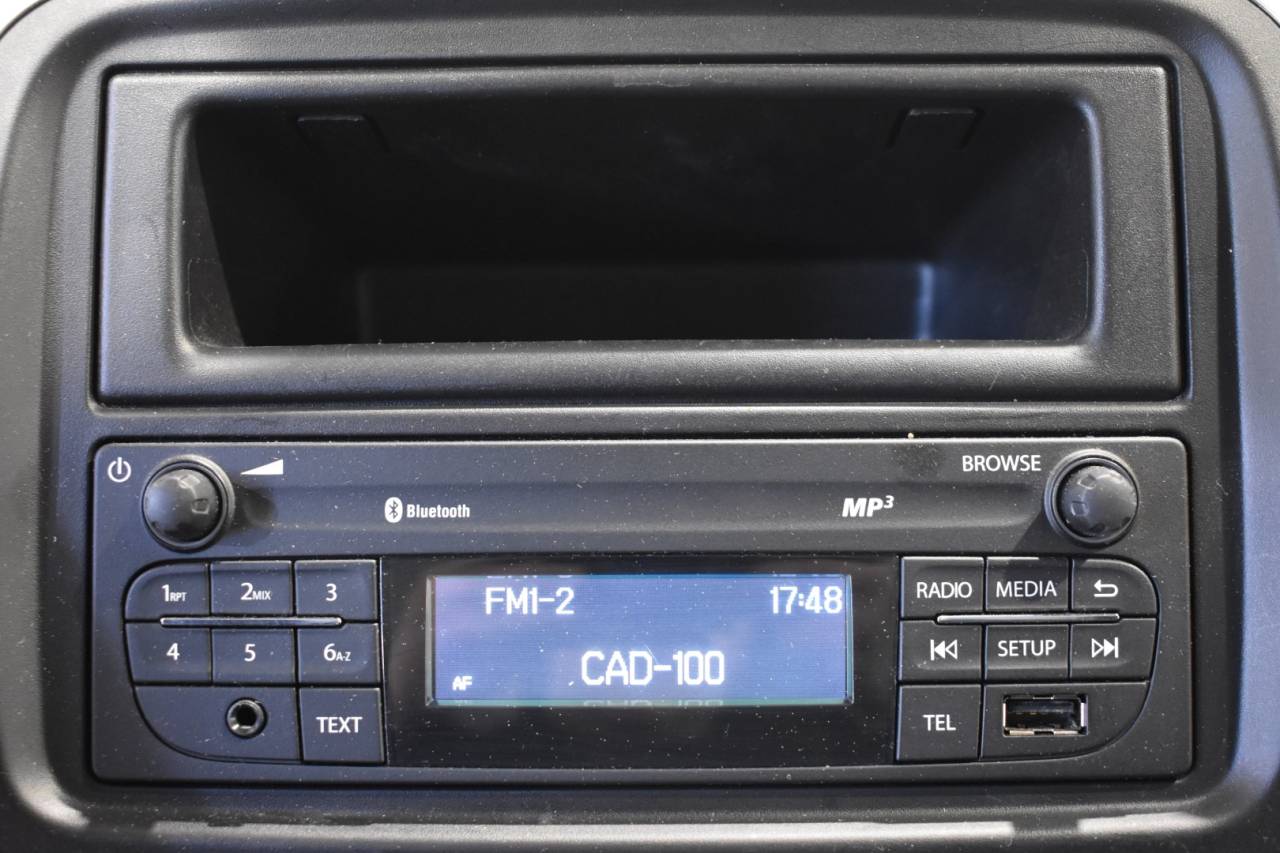 BROWSE
Bluetooth
MP3
1RPT 2MIX 3
4 5 6A-Z
TEXT
FM1-2 17:48
CAD-100
AF
RADIO MEDIA
SETUP
TEL